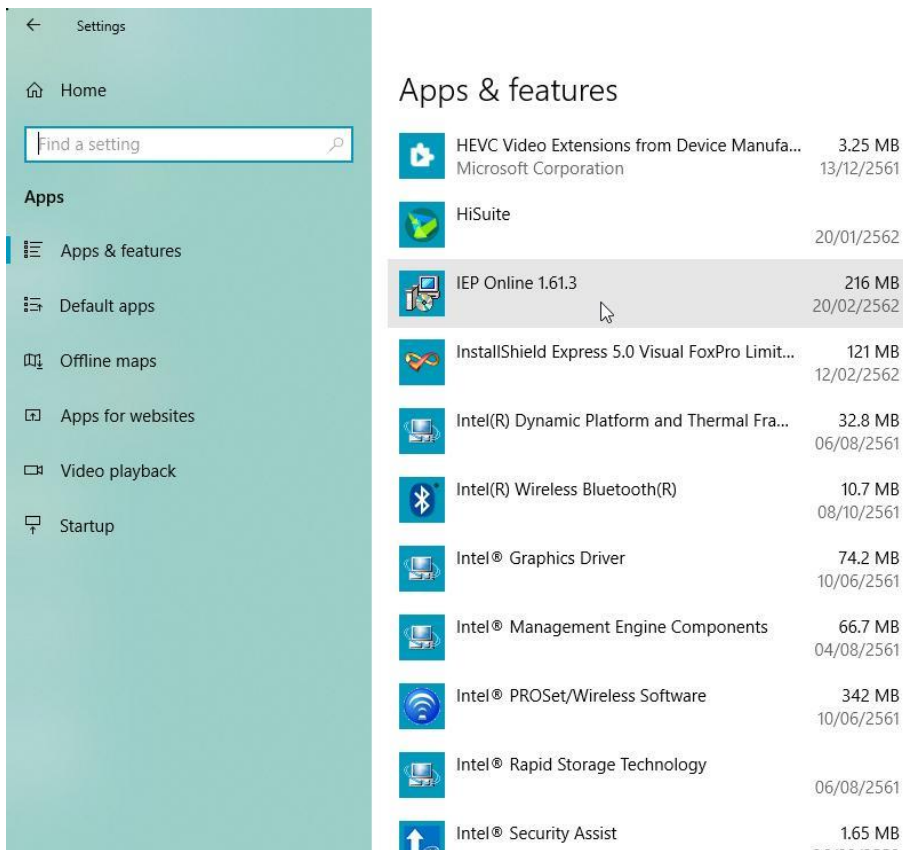 Settings
Home
Find a setting
Apps
Apps & features
Default apps
Offline maps
Apps for websites
Video playback
Startup
Apps & features
HEVC Video Extensions from Device Manufa... 3.25 MB
Microsoft Corporation 13/12/2561
HiSuite
20/01/2562
IEP Online 1.61.3 216 MB
20/02/2562
InstallShield Express 5.0 Visual FoxPro Limit... 121 MB
12/02/2562
Intel(R) Dynamic Platform and Thermal Fra... 32.8 MB
06/08/2561
Intel(R) Wireless Bluetooth(R) 10.7 MB
08/10/2561
Intel® Graphics Driver 74.2 MB
10/06/2561
Intel® Management Engine Components 66.7 MB
04/08/2561
Intel® PROSet/Wireless Software 342 MB
10/06/2561
Intel® Rapid Storage Technology
06/08/2561
Intel® Security Assist 1.65 MB